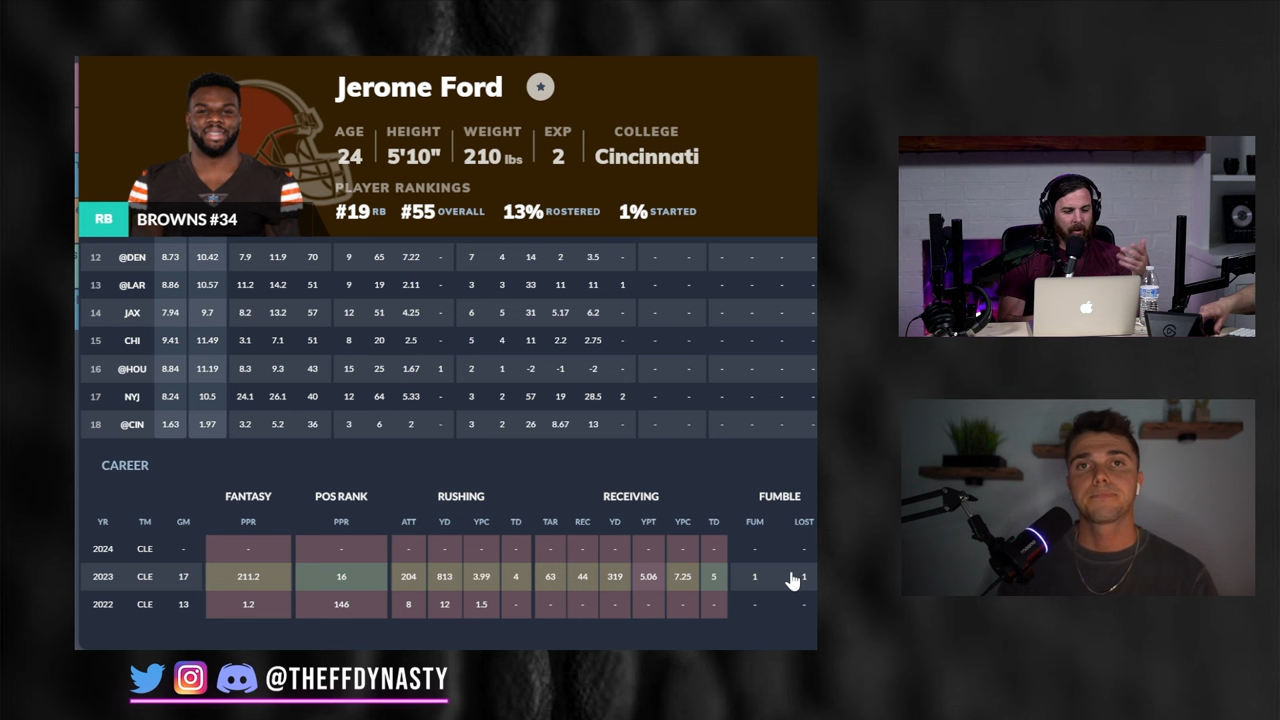 Jerome Ford
AGE HEIGHT WEIGHT EXP COLLEGE
24 5'10" 210 lbs 2 Cincinnati
PLAYER RANKINGS
#19 RB #55 OVERALL 13% ROSTERED 1% STARTED
RB BROWNS #34
12 @DEN 8.73 10.42 7.9 11.9 70 9 65 7.22 - 7 4 14 2 3.5 - - - - - - -
13 @LAR 8.86 10.57 11.2 14.2 51 9 19 2.11 - 3 3 33 11 11 1 - - - - - -
14 JAX 7.94 9.7 8.2 13.2 57 12 51 4.25 - 6 5 31 5.17 6.2 - - - - - - -
15 CHI 9.41 11.49 3.1 7.1 51 8 20 2.5 - 5 4 11 2.2 2.75 - - - - - - -
16 @HOU 8.84 11.19 8.3 9.3 43 15 25 1.67 1 2 1 -2 -1 -2 - - - - - - -
17 NYJ 8.24 10.5 24.1 26.1 40 12 64 5.33 - 3 2 57 19 28.5 2 - - - - - -
18 @CIN 1.63 1.97 3.2 5.2 36 3 6 2 - 3 2 26 8.67 13 - - - - - - -
CAREER
FANTASY POS RANK RUSHING RECEIVING FUMBLE
YR TM GM PPR PPR ATT YD YPC TD TAR REC YD YPT YPC TD FUM LOST
2024 CLE - - - - - - - - - - - - - - -
2023 CLE 17 211.2 16 204 813 3.99 4 63 44 319 5.06 7.25 5 1 1
2022 CLE 13 1.2 146 8 12 1.5 - - - - - - - - -
@THEFFDYNASTY